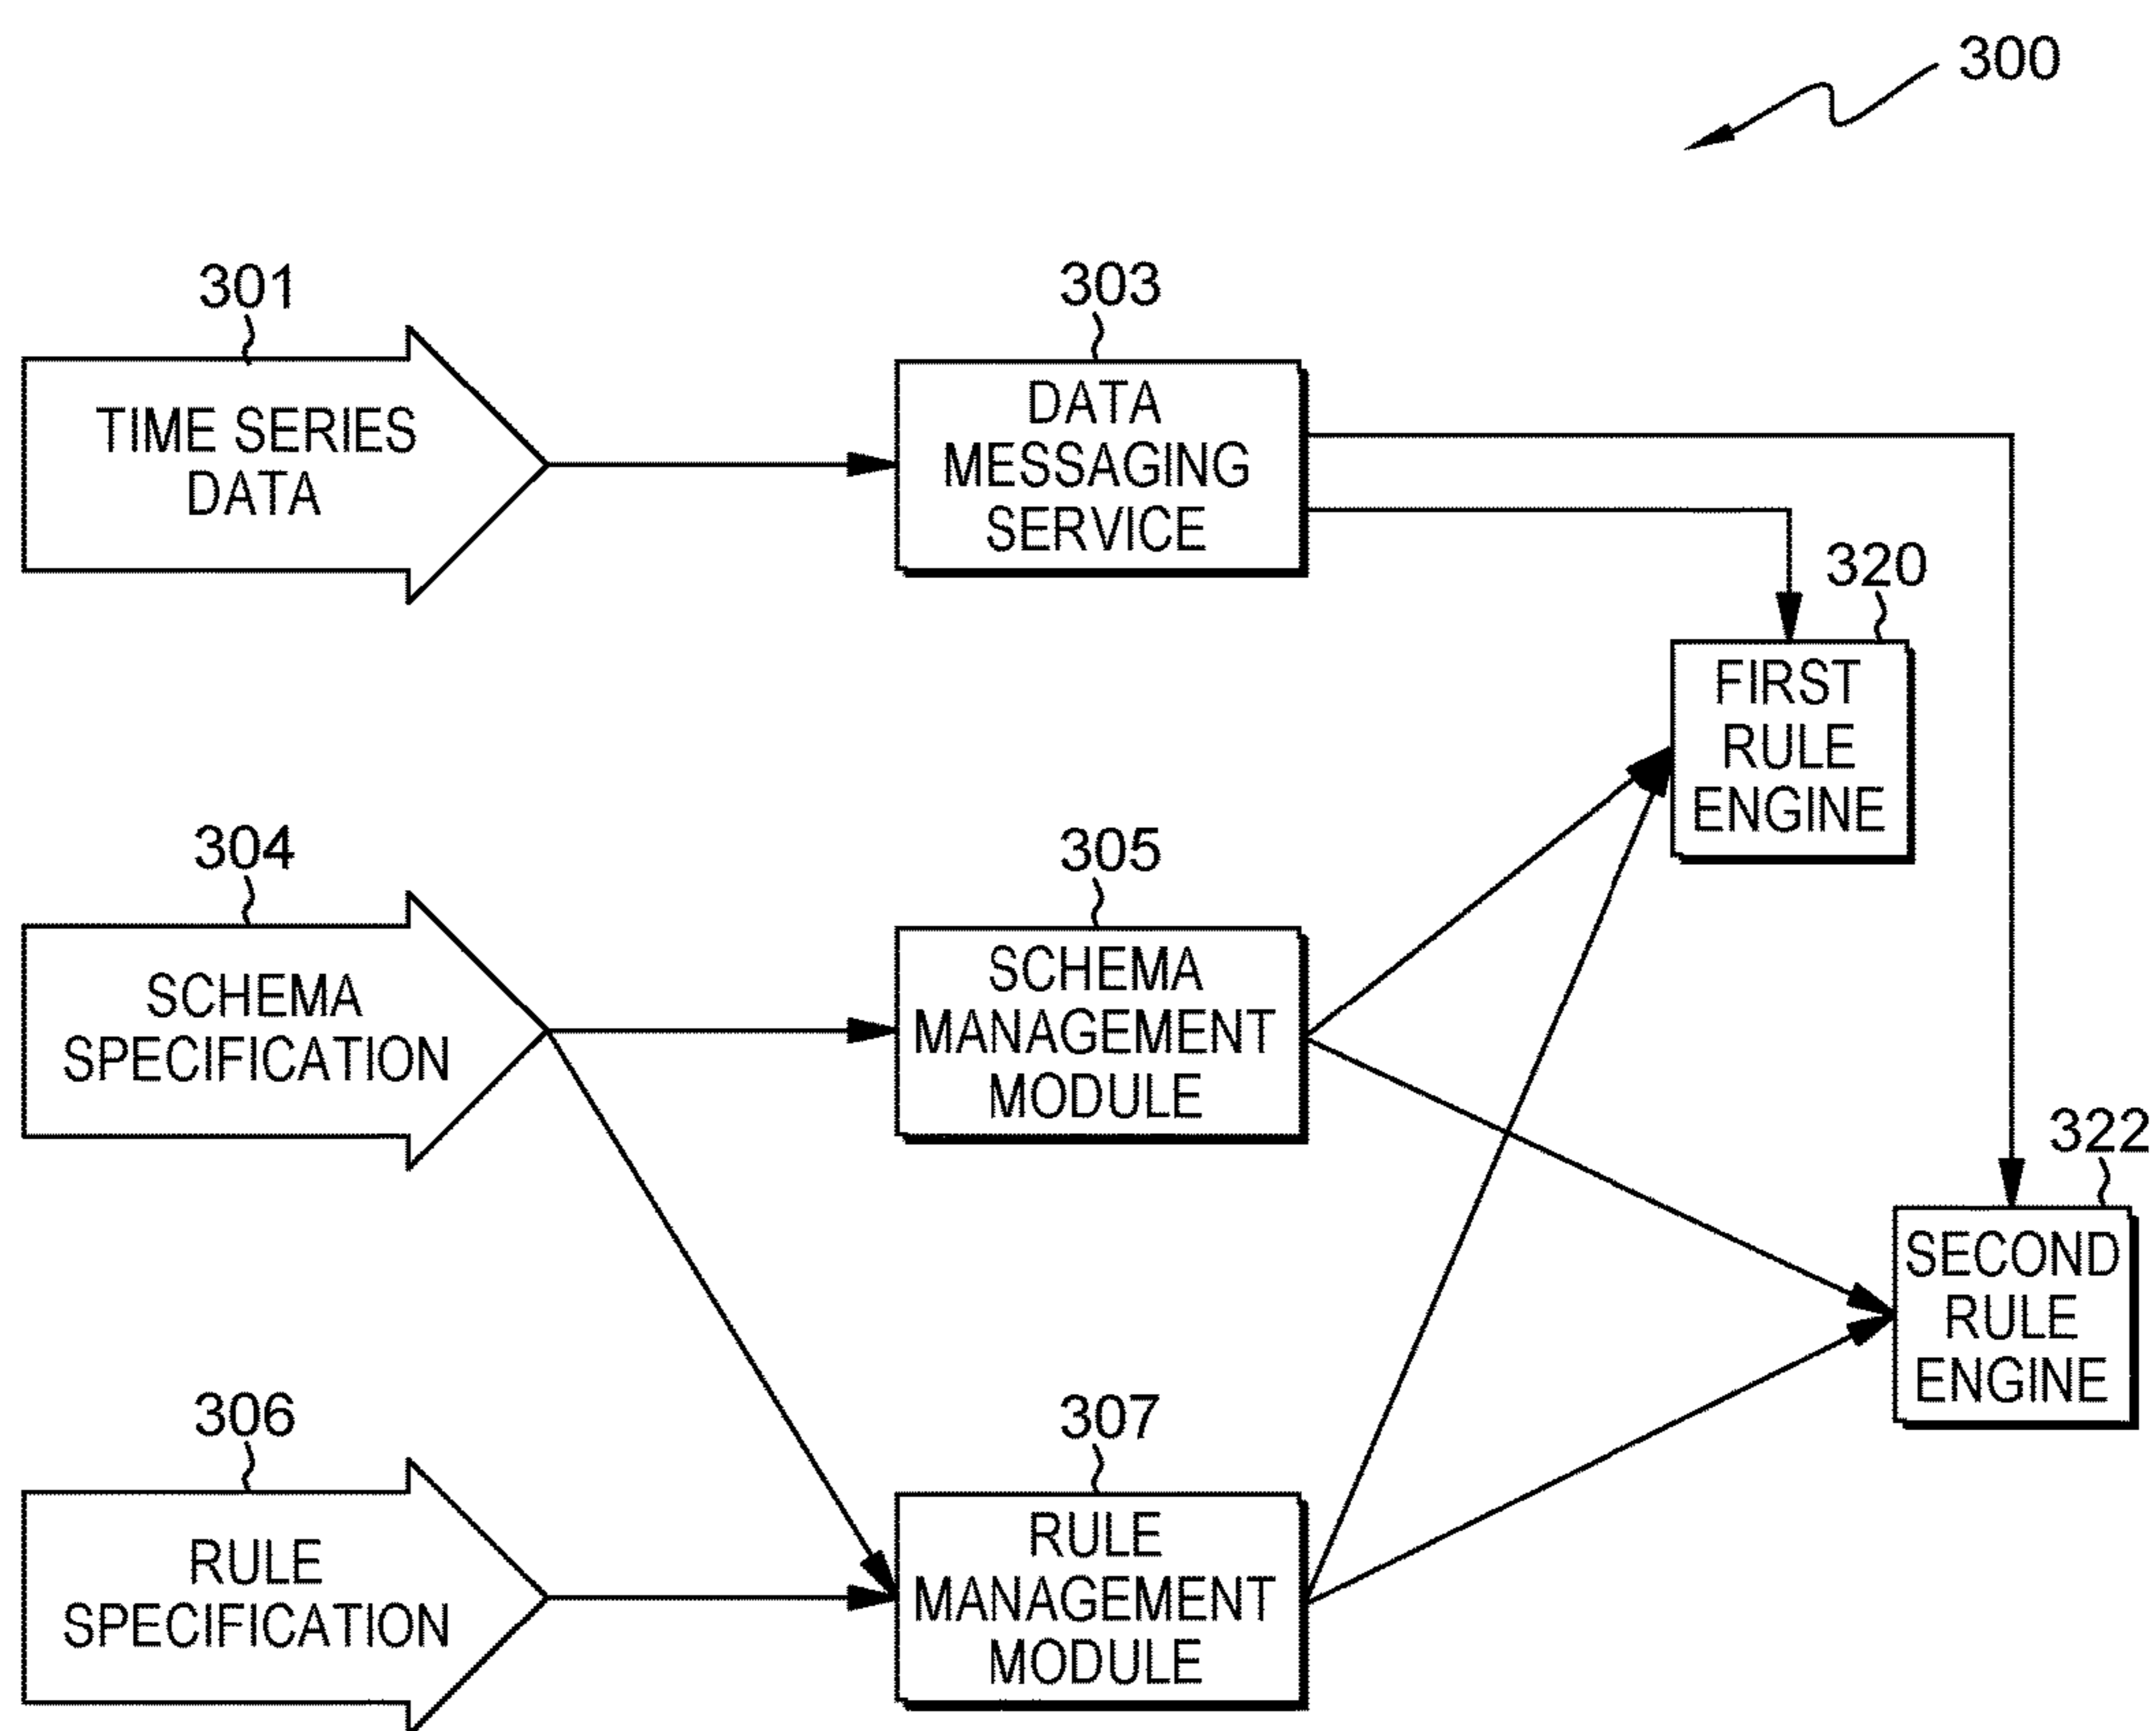 300
301
TIME SERIES
DATA
303
DATA
MESSAGING
SERVICE
320
FIRST
RULE
ENGINE
304
SCHEMA
SPECIFICATION
305
SCHEMA
MANAGEMENT
MODULE
322
SECOND
RULE
ENGINE
306
RULE
SPECIFICATION
307
RULE
MANAGEMENT
MODULE